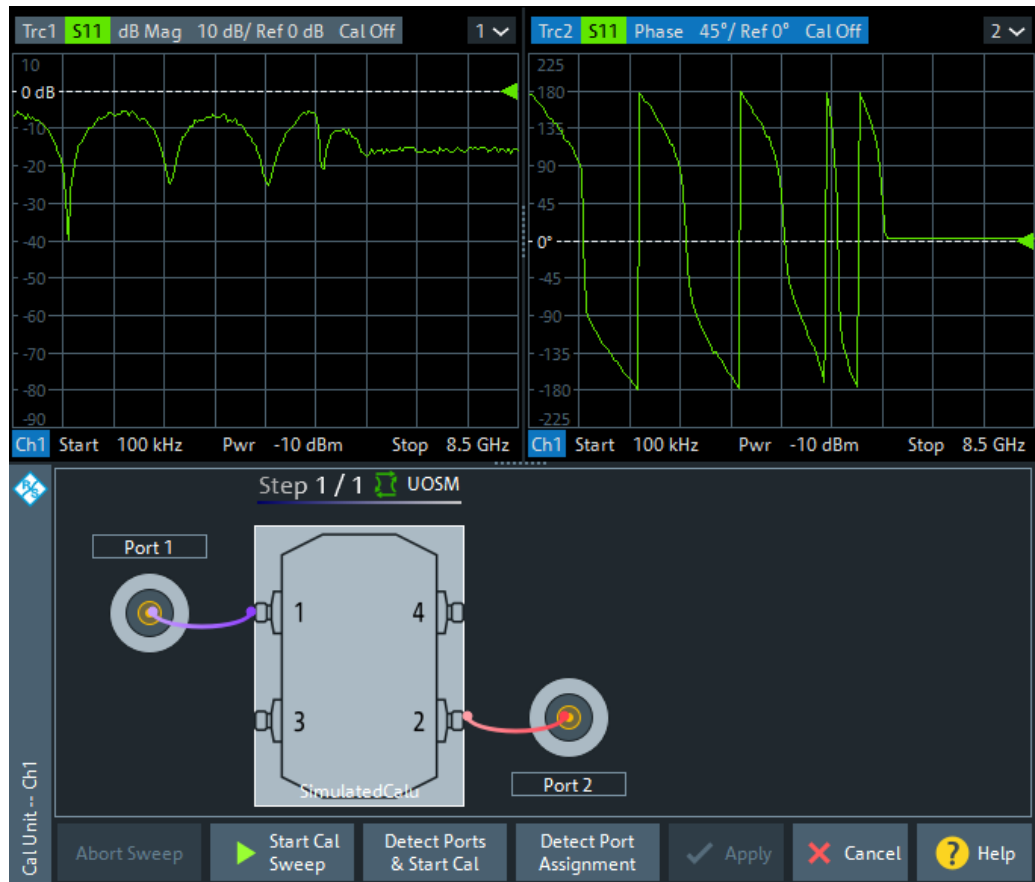 Trc1 S11 dB Mag 10 dB/ Ref 0 dB Cal Off 1
10
0 dB
-10
-20
-30
-40
-50
-60
-70
-80
-90
Ch1 Start 100 kHz Pwr -10 dBm Stop 8.5 GHz
Trc2 S11 Phase 45°/ Ref 0° Cal Off 2
225
180
135
90
45
0°
-45
-90
-135
-180
-225
Ch1 Start 100 kHz Pwr -10 dBm Stop 8.5 GHz
R/S
Cal Unit -- Ch1
Step 1 / 1 UOSM
Port 1
1 4
3 2
SimulatedCalu
Port 2
Abort Sweep
Start Cal
Sweep
Detect Ports
& Start Cal
Detect Port
Assignment
Apply
Cancel
? Help